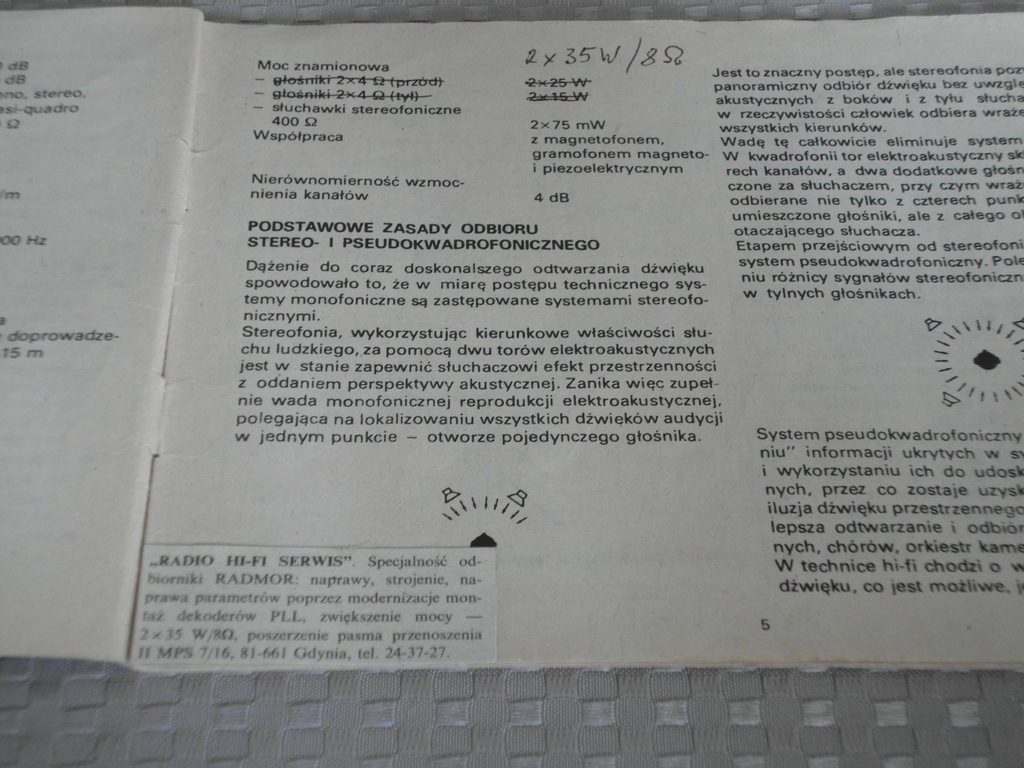 dB
dB
stereo,
si-quadro
Ω
/m
00 Hz
doprowadze-
15 m
2 x 35W/8Ω
Moc znamionowa
– głośniki 2×4 Ω (przód) 2×25 W
– głośniki 2×4 Ω (tył) 2×15 W
– słuchawki stereofoniczne
400 Ω 2×75 mW
Współpraca z magnetofonem,
gramofonem magneto-
i piezoelektrycznym
Nierównomierność wzmoc-
nienia kanałów 4 dB
PODSTAWOWE ZASADY ODBIORU
STEREO- I PSEUDOKWADROFONICZNEGO
Dążenie do coraz doskonalszego odtwarzania dźwięku
spowodowało to, że w miarę postępu technicznego sys-
temy monofoniczne są zastępowane systemami stereofo-
nicznymi.
Stereofonia, wykorzystując kierunkowe właściwości słu-
chu ludzkiego, za pomocą dwu torów elektroakustycznych
jest w stanie zapewnić słuchaczowi efekt przestrzenności
z oddaniem perspektywy akustycznej. Zanika więc zupeł-
nie wada monofonicznej reprodukcji elektroakustycznej,
polegająca na lokalizowaniu wszystkich dźwięków audycji
w jednym punkcie – otworze pojedynczego głośnika.
„RADIO HI-FI SERWIS”. Specjalność od-
biorniki RADMOR: naprawy, strojenie, na-
prawa parametrów poprzez modernizacje mon-
taż dekoderów PLL, zwiększenie mocy —
2×35 W/8Ω, poszerzenie pasma przenoszenia
II MPS 7/16, 81-661 Gdynia, tel. 24-37-27.
Jest to znaczny postęp, ale stereofonia poz
panoramiczny odbiór dźwięku bez uwzglę
akustycznych z boków i z tyłu słucha
w rzeczywistości człowiek odbiera wraże
wszystkich kierunków.
Wadę tę całkowicie eliminuje system
W kwadrofonii tor elektroakustyczny sk
rech kanałów, a dwa dodatkowe głośn
czone za słuchaczem, przy czym wraż
odbierane nie tylko z czterech punk
umieszczone głośniki, ale z całego o
otaczającego słuchacza.
Etapem przejściowym od stereofoni
system pseudokwadrofoniczny. Pole
niu różnicy sygnałów stereofoniczn
w tylnych głośnikach.
System pseudokwadrofoniczny
niu” informacji ukrytych w sy
i wykorzystaniu ich do udosk
nych, przez co zostaje uzysk
iluzja dźwięku przestrzennego
lepsza odtwarzanie i odbiór
nych, chórów, orkiestr kame
W technice hi-fi chodzi o w
dźwięku, co jest możliwe, j
5